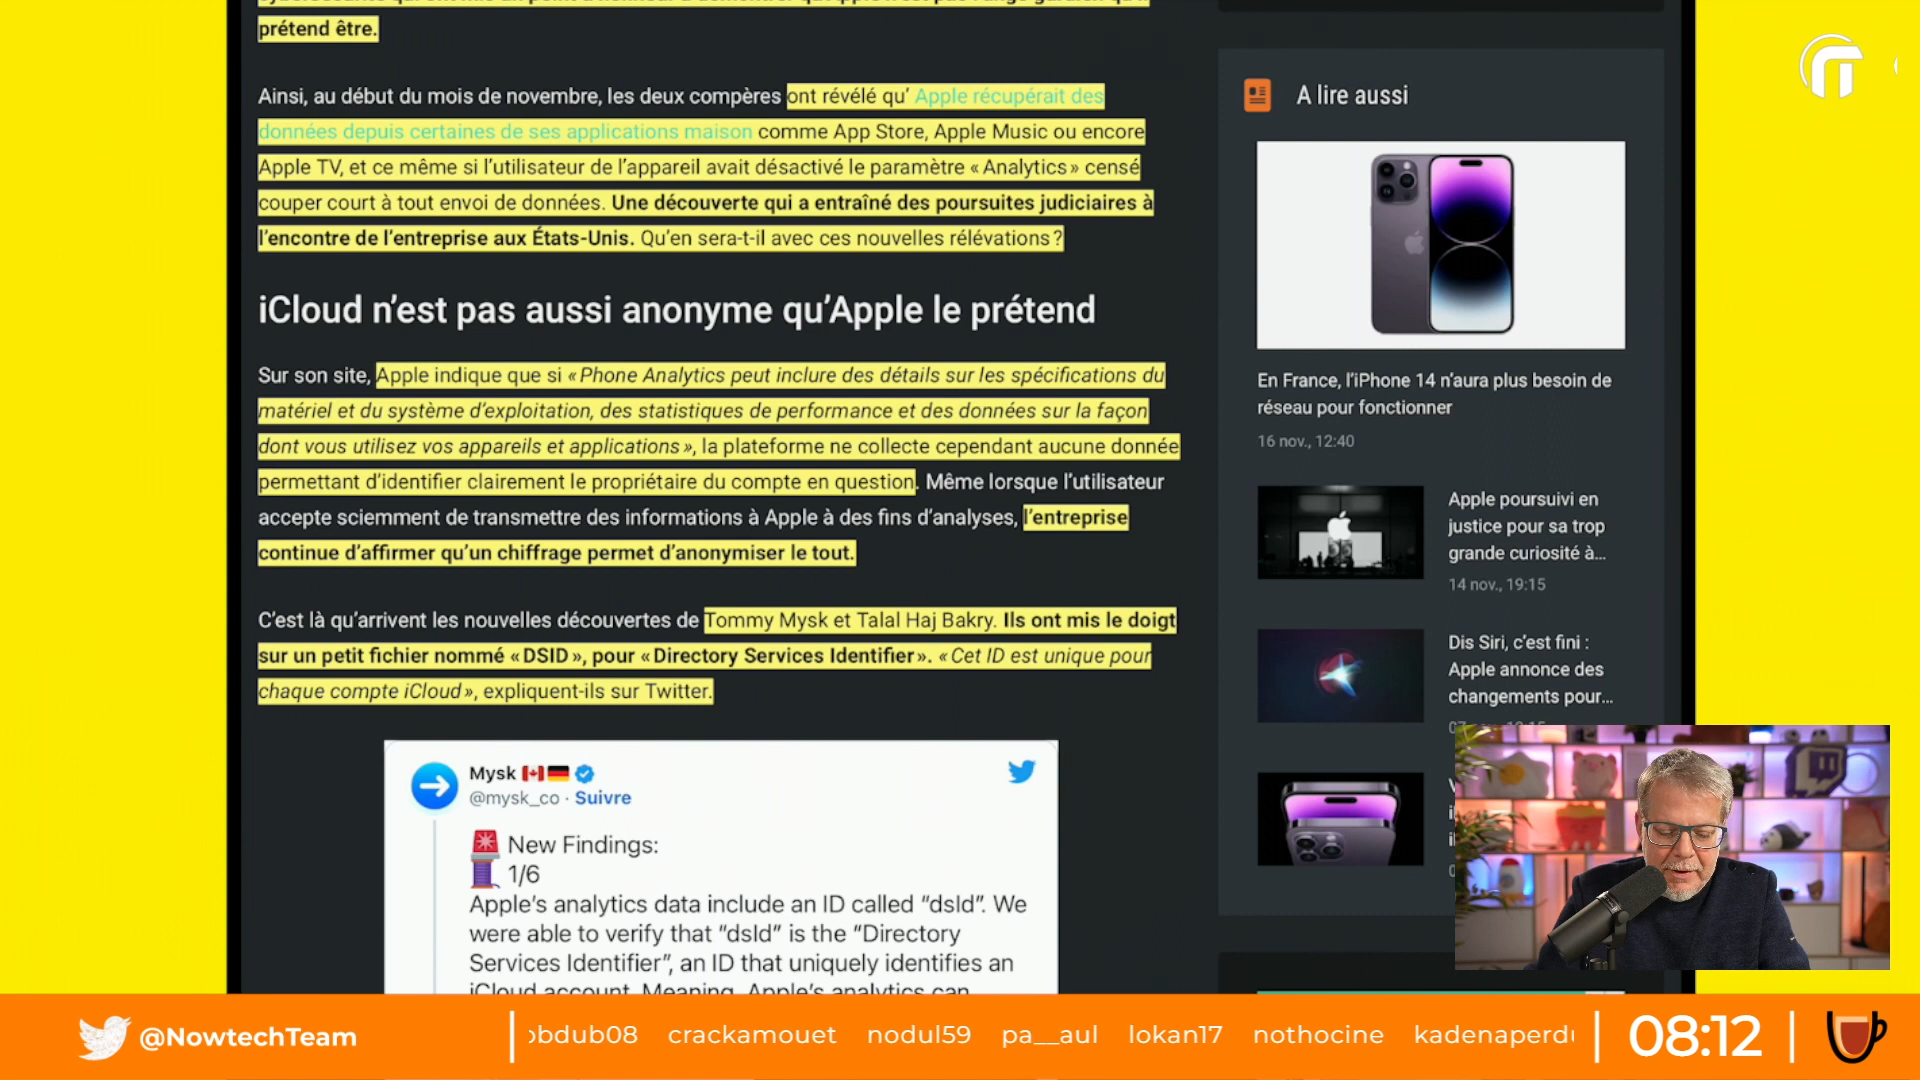 prétend être.
Ainsi, au début du mois de novembre, les deux compères ont révélé qu’ Apple récupérait des
données depuis certaines de ses applications maison comme App Store, Apple Music ou encore
Apple TV, et ce même si l’utilisateur de l’appareil avait désactivé le paramètre « Analytics » censé
couper court à tout envoi de données. Une découverte qui a entraîné des poursuites judiciaires à
l’encontre de l’entreprise aux États-Unis. Qu’en sera-t-il avec ces nouvelles rélévations ?
iCloud n’est pas aussi anonyme qu’Apple le prétend
Sur son site, Apple indique que si « Phone Analytics peut inclure des détails sur les spécifications du
matériel et du système d’exploitation, des statistiques de performance et des données sur la façon
dont vous utilisez vos appareils et applications », la plateforme ne collecte cependant aucune donnée
permettant d’identifier clairement le propriétaire du compte en question. Même lorsque l’utilisateur
accepte sciemment de transmettre des informations à Apple à des fins d’analyses, l’entreprise
continue d’affirmer qu’un chiffrage permet d’anonymiser le tout.
C’est là qu’arrivent les nouvelles découvertes de Tommy Mysk et Talal Haj Bakry. Ils ont mis le doigt
sur un petit fichier nommé « DSID », pour « Directory Services Identifier ». « Cet ID est unique pour
chaque compte iCloud », expliquent-ils sur Twitter.
Mysk
@mysk_co · Suivre
New Findings:
1/6
Apple’s analytics data include an ID called “dsId”. We
were able to verify that “dsId” is the “Directory
Services Identifier”, an ID that uniquely identifies an
iCloud account. Meaning, Apple’s analytics can
A lire aussi
En France, l’iPhone 14 n’aura plus besoin de
réseau pour fonctionner
16 nov., 12:40
Apple poursuivi en
justice pour sa trop
grande curiosité à...
14 nov., 19:15
Dis Siri, c’est fini :
Apple annonce des
changements pour...
@NowtechTeam
obdub08 crackamouet nodul59 pa__aul lokan17 nothocine kadenaperdu
08:12